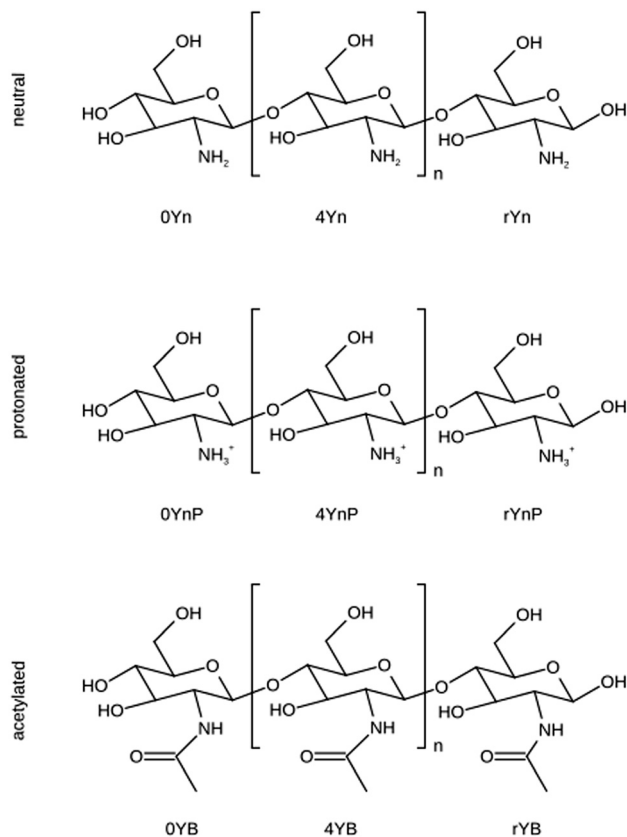 neutral
OH
OH
OH
HO
O
O
O
O
O
OH
HO
HO
HO
NH2
NH2
NH2
n
0Yn
4Yn
rYn
protonated
OH
OH
OH
HO
O
O
O
O
O
OH
HO
HO
HO
NH3+
NH3+
NH3+
n
0YnP
4YnP
rYnP
acetylated
OH
OH
OH
HO
O
O
O
O
O
OH
HO
HO
HO
NH
NH
NH
O
O
O
n
0YB
4YB
rYB